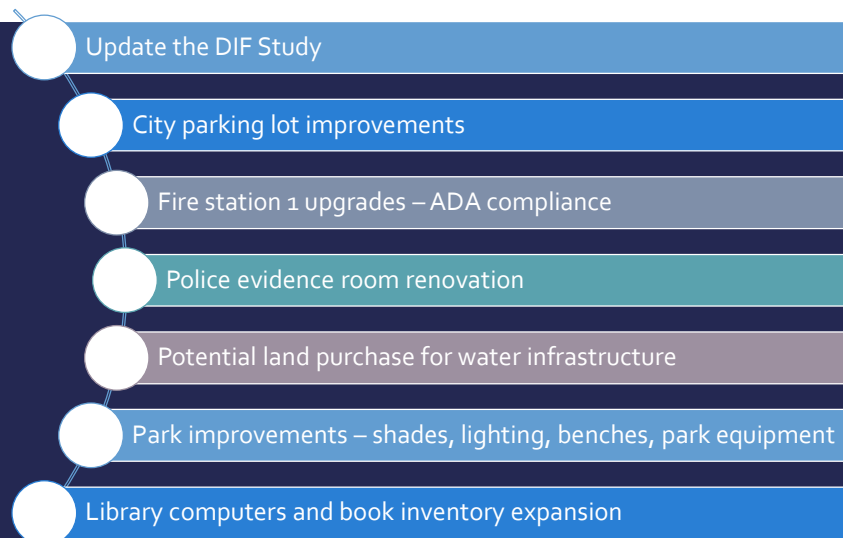 Update the DIF Study
City parking lot improvements
Fire station 1 upgrades – ADA compliance
Police evidence room renovation
Potential land purchase for water infrastructure
Park improvements – shades, lighting, benches, park equipment
Library computers and book inventory expansion